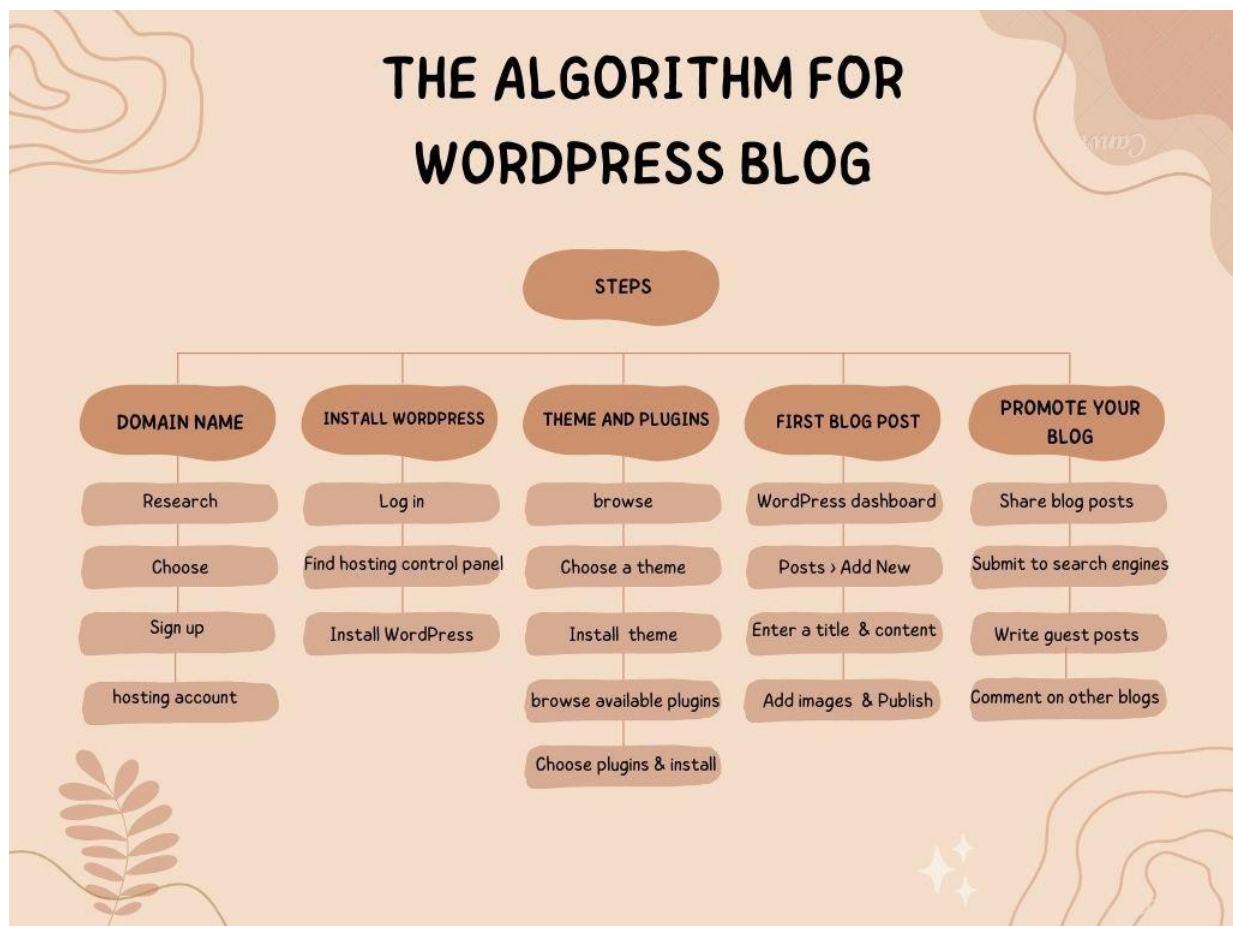 THE ALGORITHM FOR
WORDPRESS BLOG
Canva
STEPS
DOMAIN NAME
Research
Choose
Sign up
hosting account
INSTALL WORDPRESS
Log in
Find hosting control panel
Install WordPress
THEME AND PLUGINS
browse
Choose a theme
Install theme
browse available plugins
Choose plugins & install
FIRST BLOG POST
WordPress dashboard
Posts › Add New
Enter a title & content
Add images & Publish
PROMOTE YOUR
BLOG
Share blog posts
Submit to search engines
Write guest posts
Comment on other blogs